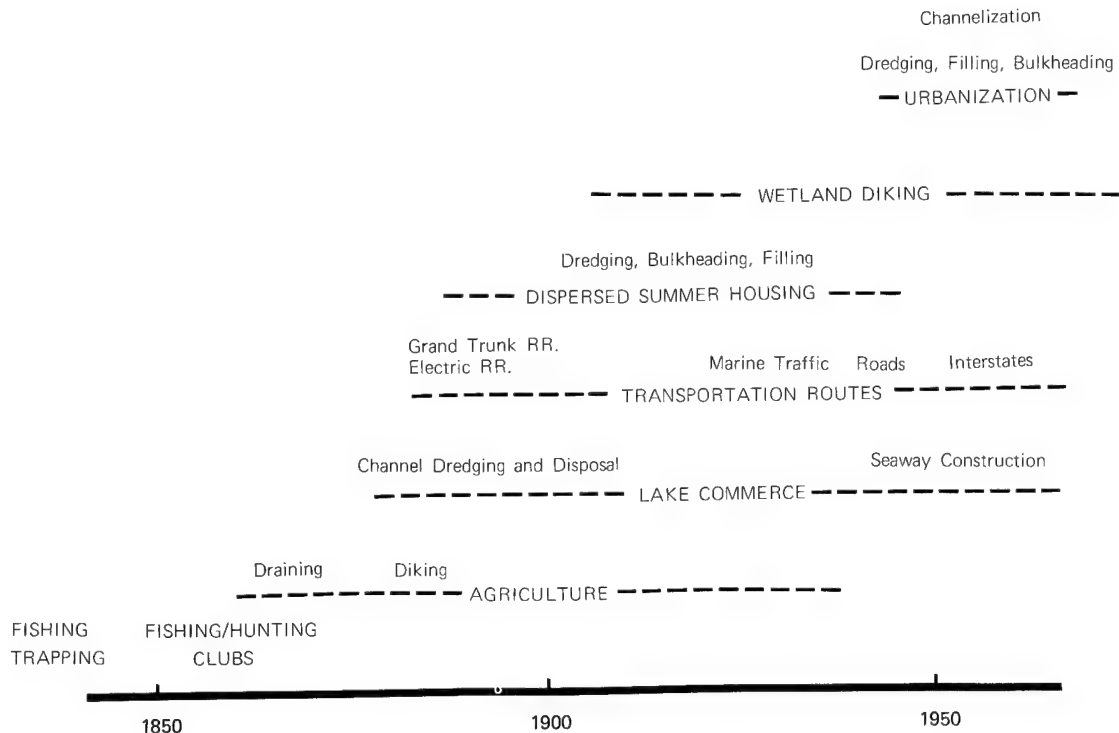 Channelization
Dredging, Filling, Bulkheading
URBANIZATION
WETLAND DIKING
Dredging, Bulkheading, Filling
DISPERSED SUMMER HOUSING
Grand Trunk RR.
Electric RR.
Marine Traffic Roads Interstates
TRANSPORTATION ROUTES
Channel Dredging and Disposal
Seaway Construction
LAKE COMMERCE
Draining Diking
AGRICULTURE
FISHING FISHING/HUNTING
TRAPPING CLUBS
1850 1900 1950